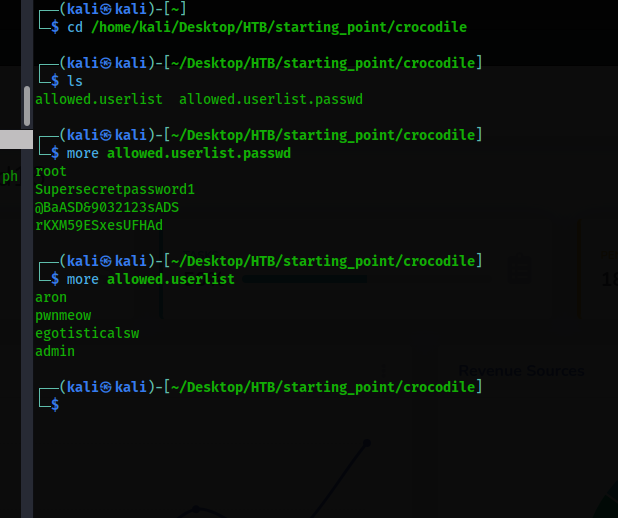 ┌──(kali㉿kali)-[~]
└─$ cd /home/kali/Desktop/HTB/starting_point/crocodile
┌──(kali㉿kali)-[~/Desktop/HTB/starting_point/crocodile]
└─$ ls
allowed.userlist  allowed.userlist.passwd
┌──(kali㉿kali)-[~/Desktop/HTB/starting_point/crocodile]
└─$ more allowed.userlist.passwd
root
Supersecretpassword1
ph
@BaASD&9032123sADS
rKXM59ESxesUFHAd
┌──(kali㉿kali)-[~/Desktop/HTB/starting_point/crocodile]
└─$ more allowed.userlist
18
aron
pwnmeow
egotisticalsw
admin
Revenue Sources
┌──(kali㉿kali)-[~/Desktop/HTB/starting_point/crocodile]
└─$